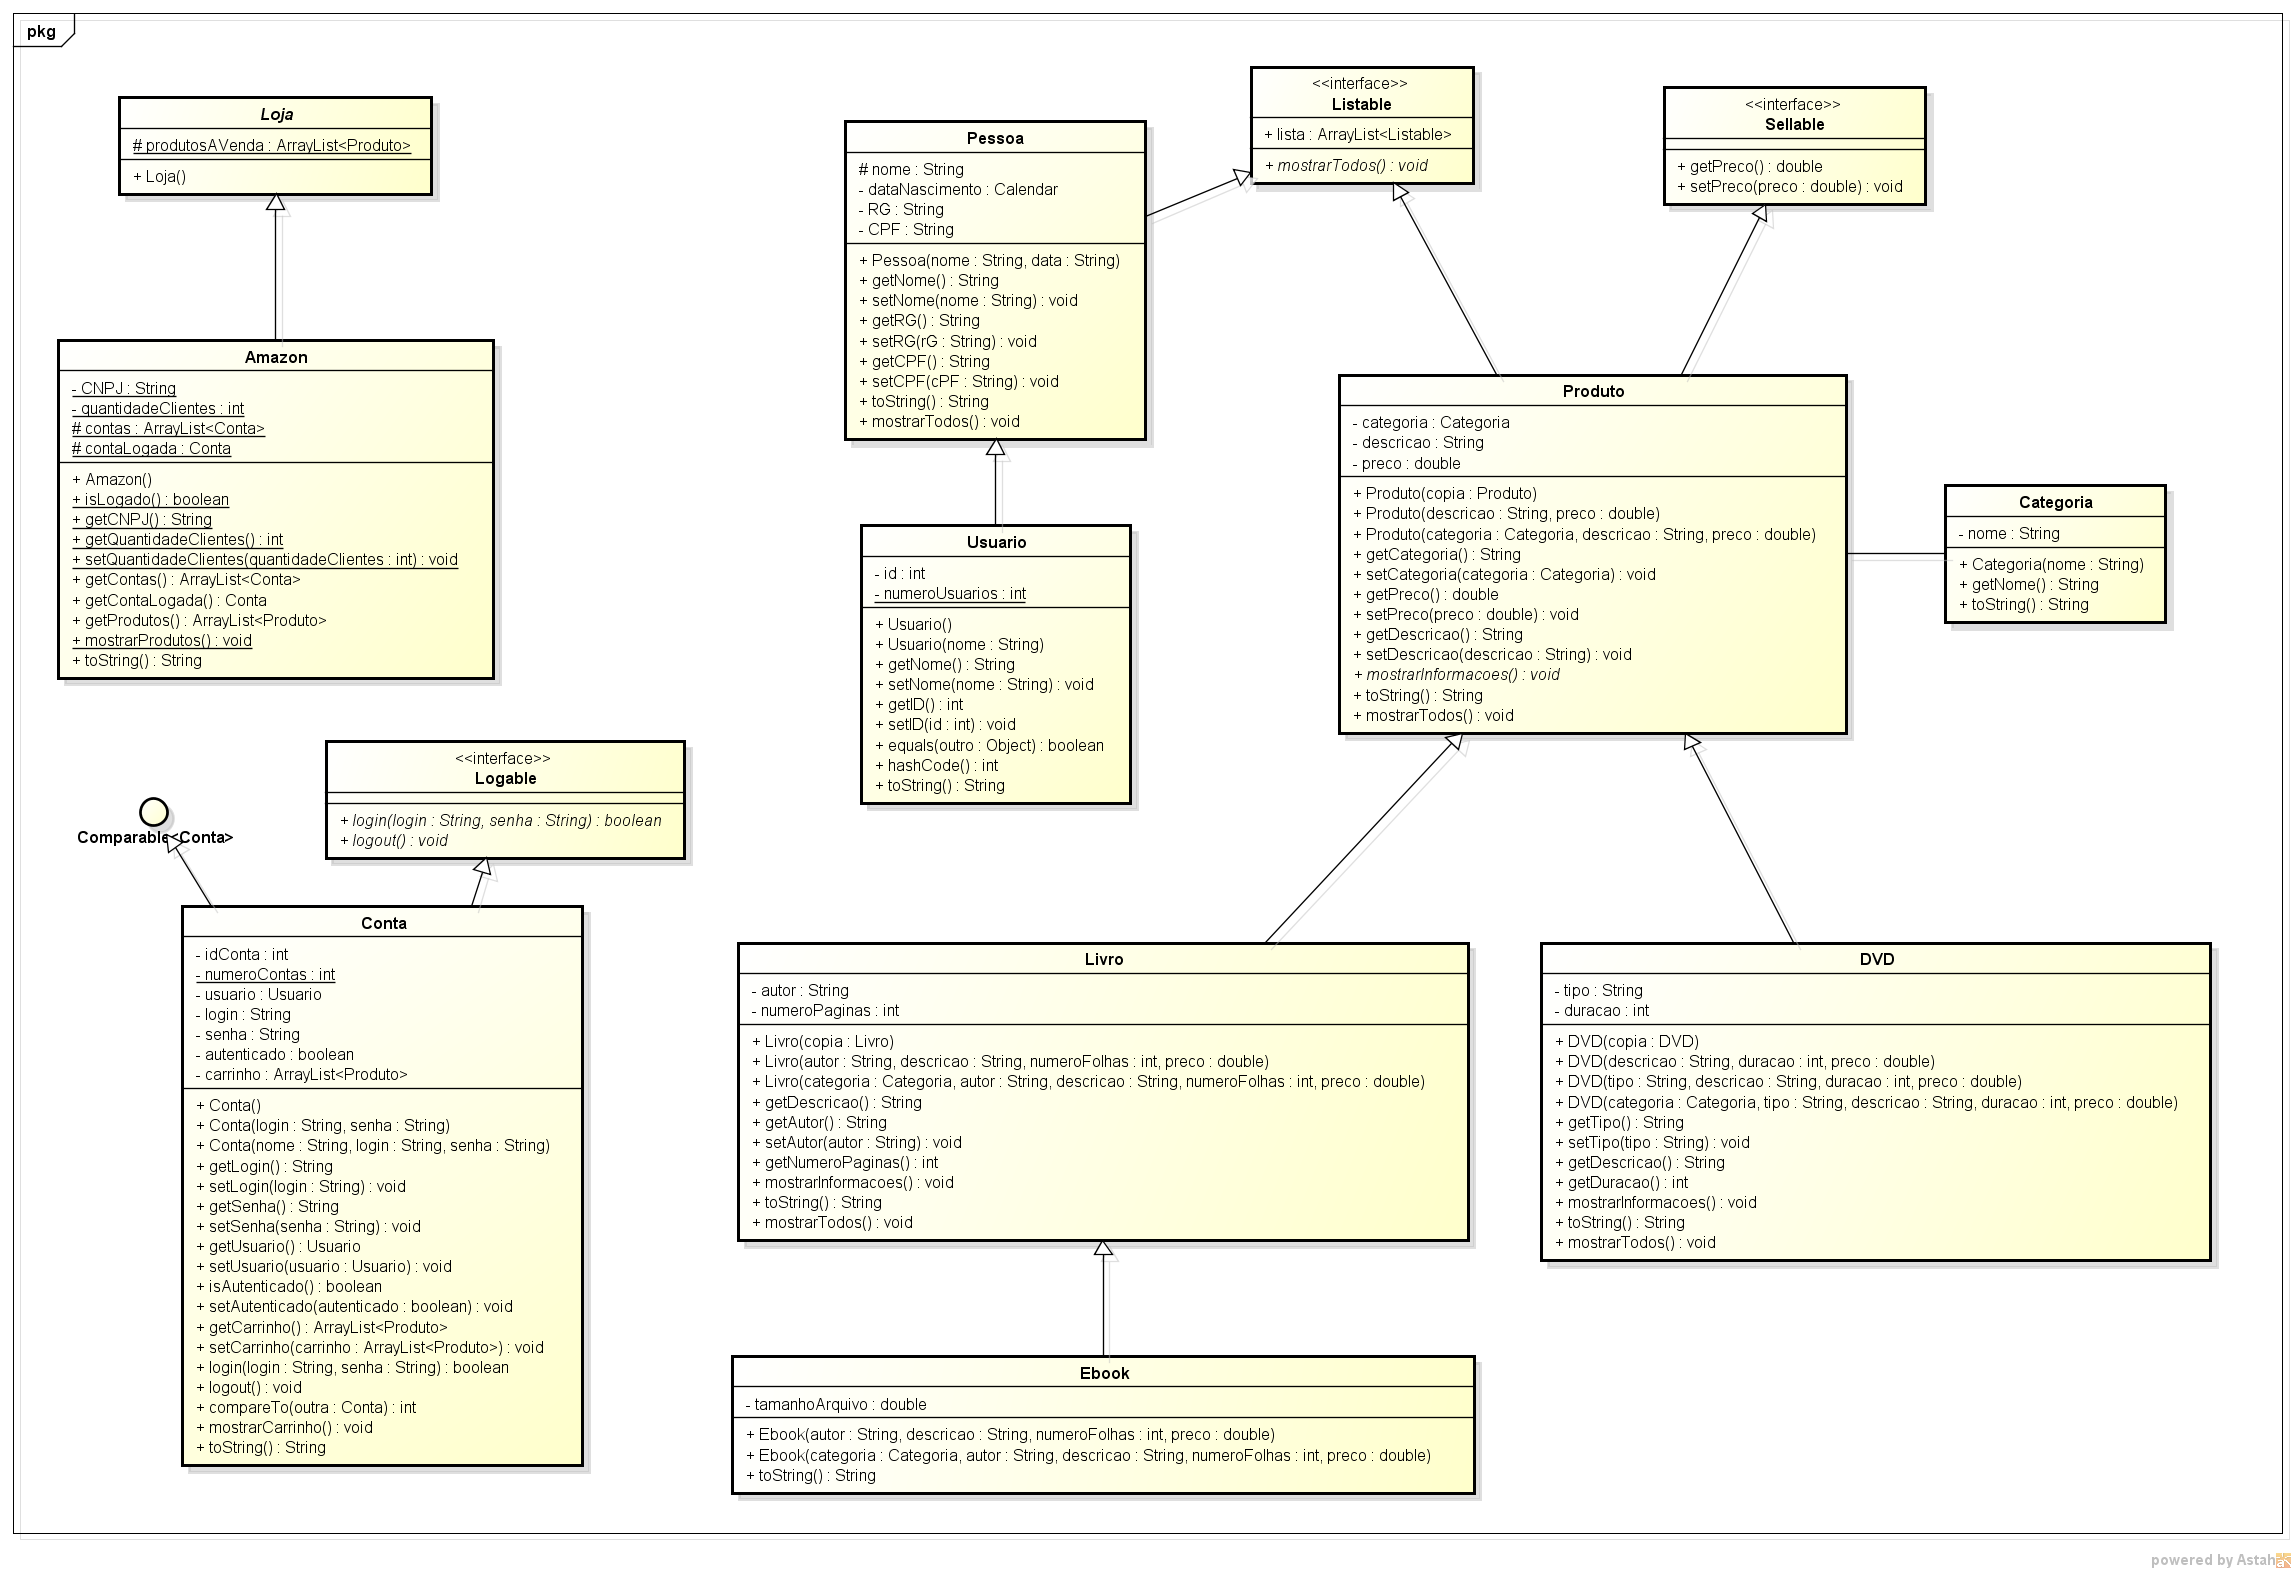 pkg
Loja
# produtosAVenda : ArrayList<Produto>
+ Loja()
Amazon
- CNPJ : String
- quantidadeClientes : int
# contas : ArrayList<Conta>
# contaLogada : Conta
+ Amazon()
+ isLogado() : boolean
+ getCNPJ() : String
+ getQuantidadeClientes() : int
+ setQuantidadeClientes(quantidadeClientes : int) : void
+ getContas() : ArrayList<Conta>
+ getContaLogada() : Conta
+ getProdutos() : ArrayList<Produto>
+ mostrarProdutos() : void
+ toString() : String
Pessoa
# nome : String
- dataNascimento : Calendar
- RG : String
- CPF : String
+ Pessoa(nome : String, data : String)
+ getNome() : String
+ setNome(nome : String) : void
+ getRG() : String
+ setRG(rG : String) : void
+ getCPF() : String
+ setCPF(cPF : String) : void
+ toString() : String
+ mostrarTodos() : void
<<interface>>
Listable
+ lista : ArrayList<Listable>
+ mostrarTodos() : void
<<interface>>
Sellable
+ getPreco() : double
+ setPreco(preco : double) : void
Usuario
- id : int
- numeroUsuarios : int
+ Usuario()
+ Usuario(nome : String)
+ getNome() : String
+ setNome(nome : String) : void
+ getID() : int
+ setID(id : int) : void
+ equals(outro : Object) : boolean
+ hashCode() : int
+ toString() : String
Produto
- categoria : Categoria
- descricao : String
- preco : double
+ Produto(copia : Produto)
+ Produto(descricao : String, preco : double)
+ Produto(categoria : Categoria, descricao : String, preco : double)
+ getCategoria() : String
+ setCategoria(categoria : Categoria) : void
+ getPreco() : double
+ setPreco(preco : double) : void
+ getDescricao() : String
+ setDescricao(descricao : String) : void
+ mostrarInformacoes() : void
+ toString() : String
+ mostrarTodos() : void
Categoria
- nome : String
+ Categoria(nome : String)
+ getNome() : String
+ toString() : String
Comparable<Conta>
<<interface>>
Logable
+ login(login : String, senha : String) : boolean
+ logout() : void
Conta
- idConta : int
- numeroContas : int
- usuario : Usuario
- login : String
- senha : String
- autenticado : boolean
- carrinho : ArrayList<Produto>
+ Conta()
+ Conta(login : String, senha : String)
+ Conta(nome : String, login : String, senha : String)
+ getLogin() : String
+ setLogin(login : String) : void
+ getSenha() : String
+ setSenha(senha : String) : void
+ getUsuario() : Usuario
+ setUsuario(usuario : Usuario) : void
+ isAutenticado() : boolean
+ setAutenticado(autenticado : boolean) : void
+ getCarrinho() : ArrayList<Produto>
+ setCarrinho(carrinho : ArrayList<Produto>) : void
+ login(login : String, senha : String) : boolean
+ logout() : void
+ compareTo(outra : Conta) : int
+ mostrarCarrinho() : void
+ toString() : String
Livro
- autor : String
- numeroPaginas : int
+ Livro(copia : Livro)
+ Livro(autor : String, descricao : String, numeroFolhas : int, preco : double)
+ Livro(categoria : Categoria, autor : String, descricao : String, numeroFolhas : int, preco : double)
+ getDescricao() : String
+ getAutor() : String
+ setAutor(autor : String) : void
+ getNumeroPaginas() : int
+ mostrarInformacoes() : void
+ toString() : String
+ mostrarTodos() : void
DVD
- tipo : String
- duracao : int
+ DVD(copia : DVD)
+ DVD(descricao : String, duracao : int, preco : double)
+ DVD(tipo : String, descricao : String, duracao : int, preco : double)
+ DVD(categoria : Categoria, tipo : String, descricao : String, duracao : int, preco : double)
+ getTipo() : String
+ setTipo(tipo : String) : void
+ getDescricao() : String
+ getDuracao() : int
+ mostrarInformacoes() : void
+ toString() : String
+ mostrarTodos() : void
Ebook
- tamanhoArquivo : double
+ Ebook(autor : String, descricao : String, numeroFolhas : int, preco : double)
+ Ebook(categoria : Categoria, autor : String, descricao : String, numeroFolhas : int, preco : double)
+ toString() : String
powered by Astah